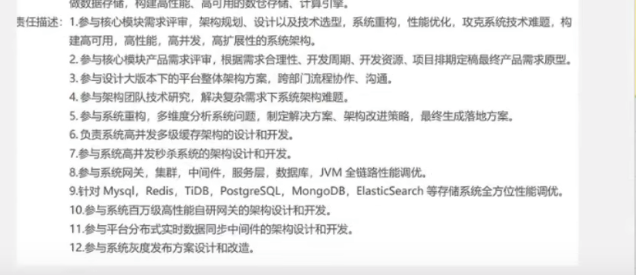 做数据存储，构建高性能、高可用的数仓存储、计算引擎。
责任描述：1.参与核心模块需求评审，架构规划、设计以及技术选型，系统重构，性能优化，攻克系统技术难题，构
建高可用，高性能，高并发，高扩展性的系统架构。
2.参与核心模块产品需求评审，根据需求合理性、开发周期、开发资源、项目排期定稿最终产品需求原型。
3.参与设计大版本下的平台整体架构方案，跨部门流程协作、沟通。
4.参与架构团队技术研究，解决复杂需求下系统架构难题。
5.参与系统重构，多维度分析系统问题，制定解决方案、架构改进策略，最终生成落地方案。
6.负责系统高并发多级缓存架构的设计和开发。
7.参与系统高并发秒杀系统的架构设计和开发。
8.参与系统网关，集群，中间件，服务层，数据库，JVM 全链路性能调优。
9.针对 Mysql，Redis，TiDB，PostgreSQL，MongoDB，ElasticSearch 等存储系统全方位性能调优。
10.参与系统百万级高性能自研网关的架构设计和开发。
11.参与平台分布式实时数据同步中间件的架构设计和开发。
12.参与系统灰度发布方案设计和改造。